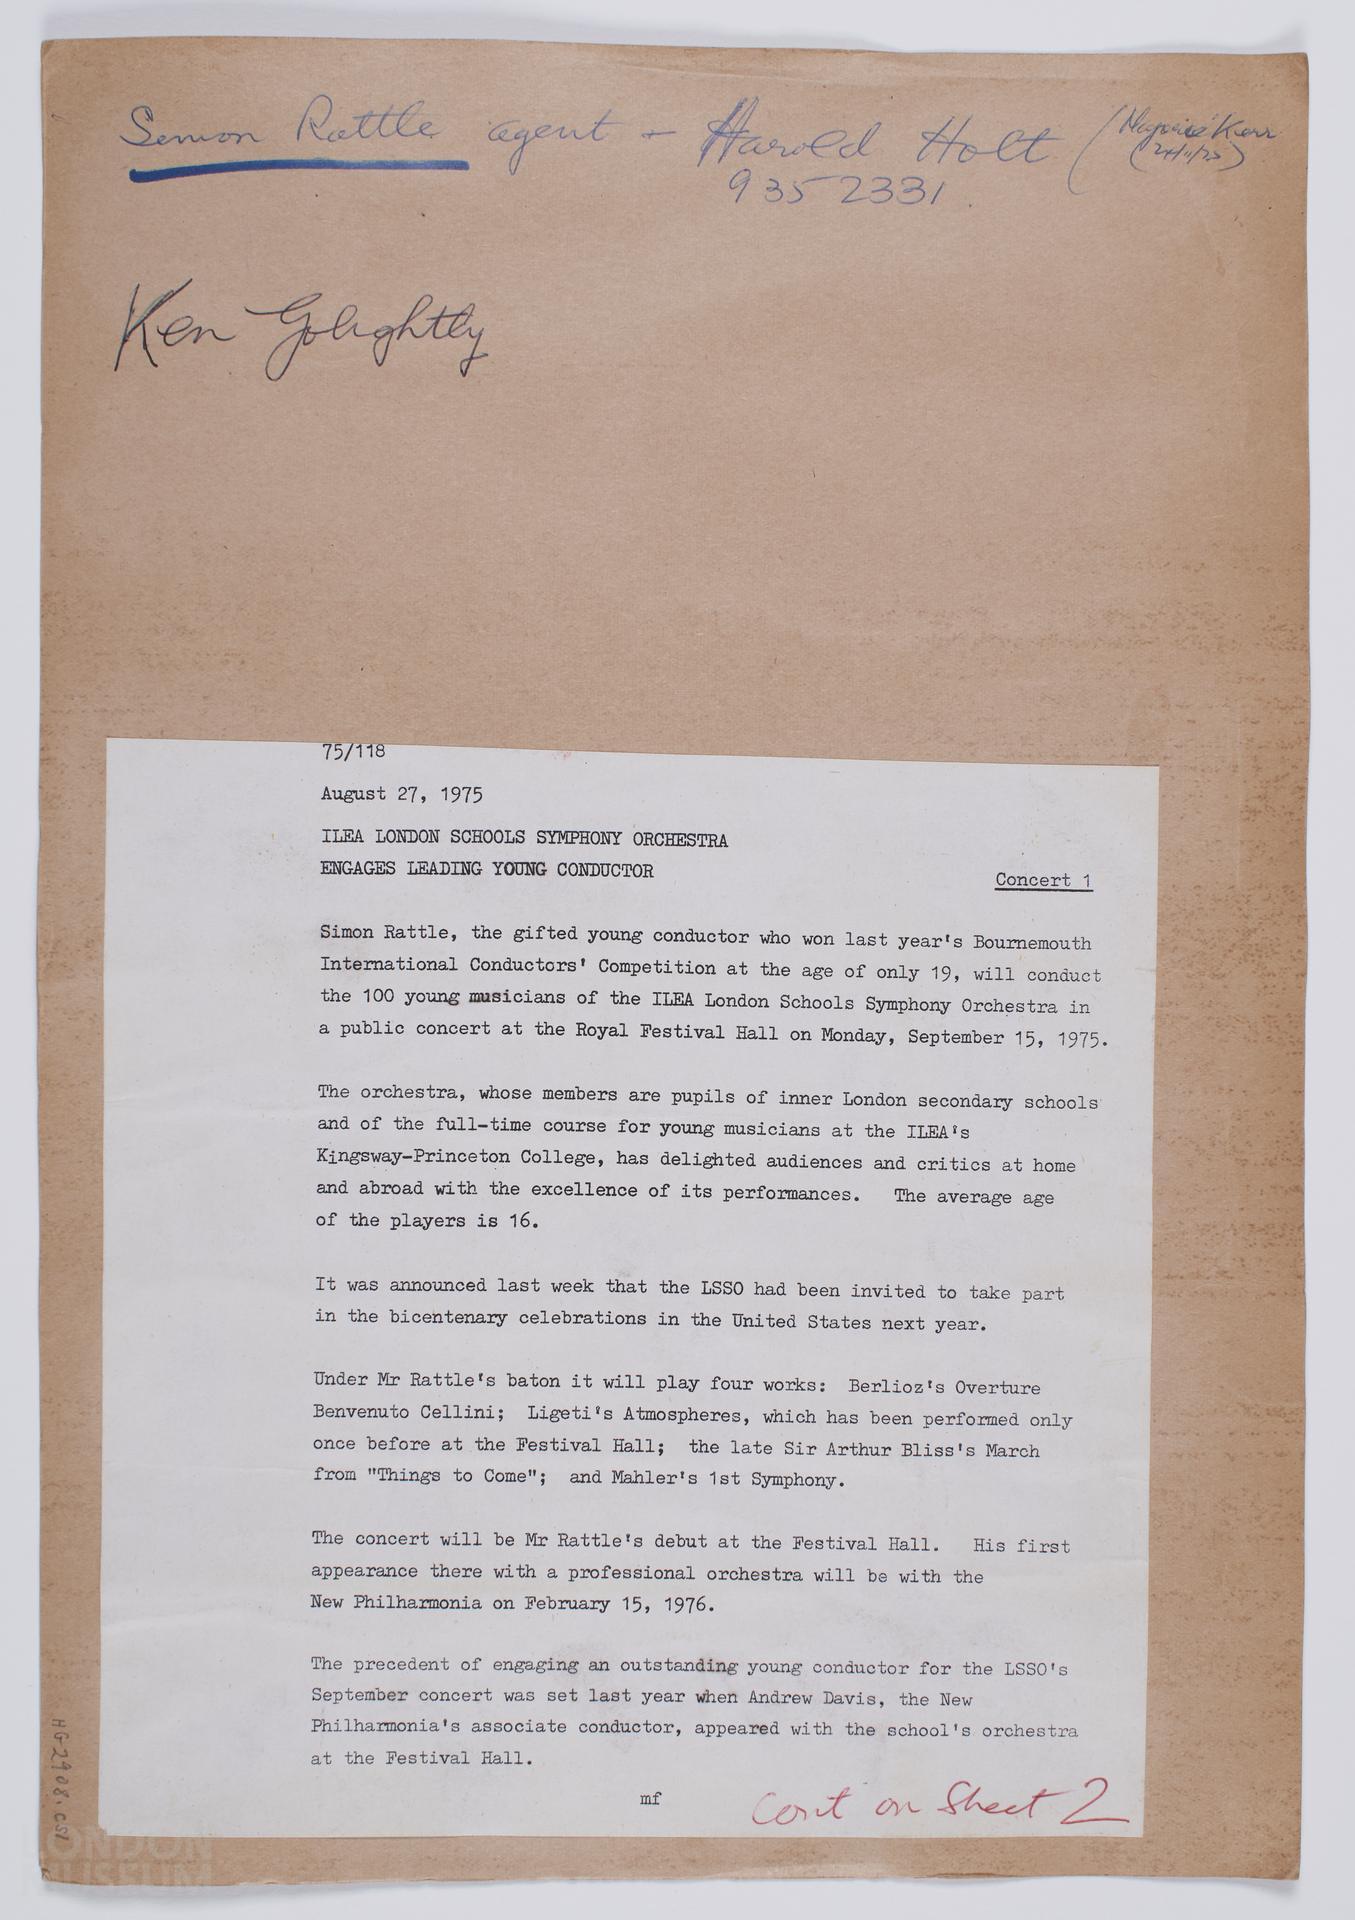 Simon Rattle agent - Harold Holt (
Kerr
935 2331.
Ken Golightly
75/118
August 27, 1975
ILEA LONDON SCHOOLS SYMPHONY ORCHESTRA
ENGAGES LEADING YOUNG CONDUCTOR
Concert 1
Simon Rattle, the gifted young conductor who won last year's Bournemouth
International Conductors' Competition at the age of only 19, will conduct
the 100 young musicians of the ILEA London Schools Symphony Orchestra in
a public concert at the Royal Festival Hall on Monday, September 15, 1975.
The orchestra, whose members are pupils of inner London secondary schools
and of the full-time course for young musicians at the ILEA's
Kingsway-Princeton College, has delighted audiences and critics at home
and abroad with the excellence of its performances. The average age
of the players is 16.
It was announced last week that the LSSO had been invited to take part
in the bicentenary celebrations in the United States next year.
Under Mr Rattle's baton it will play four works: Berlioz's Overture
Benvenuto Cellini; Ligeti's Atmospheres, which has been performed only
once before at the Festival Hall; the late Sir Arthur Bliss's March
from "Things to Come"; and Mahler's 1st Symphony.
The concert will be Mr Rattle's debut at the Festival Hall. His first
appearance there with a professional orchestra will be with the
New Philharmonia on February 15, 1976.
The precedent of engaging an outstanding young conductor for the LSSO's
September concert was set last year when Andrew Davis, the New
Philharmonia's associate conductor, appeared with the school's orchestra
at the Festival Hall.
mf
Cont on Sheet 2
HG2908.CS1
LONDON
MUSEUM